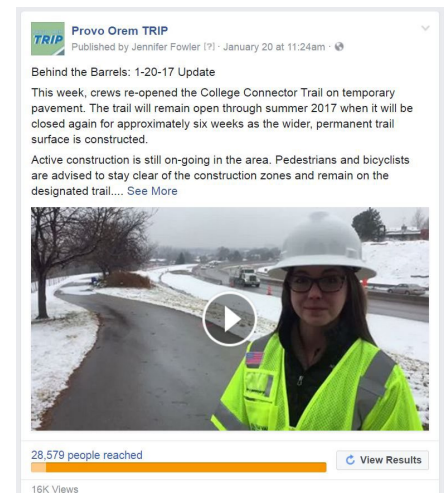 TRIP
Provo Orem TRIP
Published by Jennifer Fowler [?] · January 20 at 11:24am ·
Behind the Barrels: 1-20-17 Update
This week, crews re-opened the College Connector Trail on temporary
pavement. The trail will remain open through summer 2017 when it will be
closed again for approximately six weeks as the wider, permanent trail
surface is constructed.
Active construction is still on-going in the area. Pedestrians and bicyclists
are advised to stay clear of the construction zones and remain on the
designated trail.... See More
28,579 people reached
View Results
16K Views